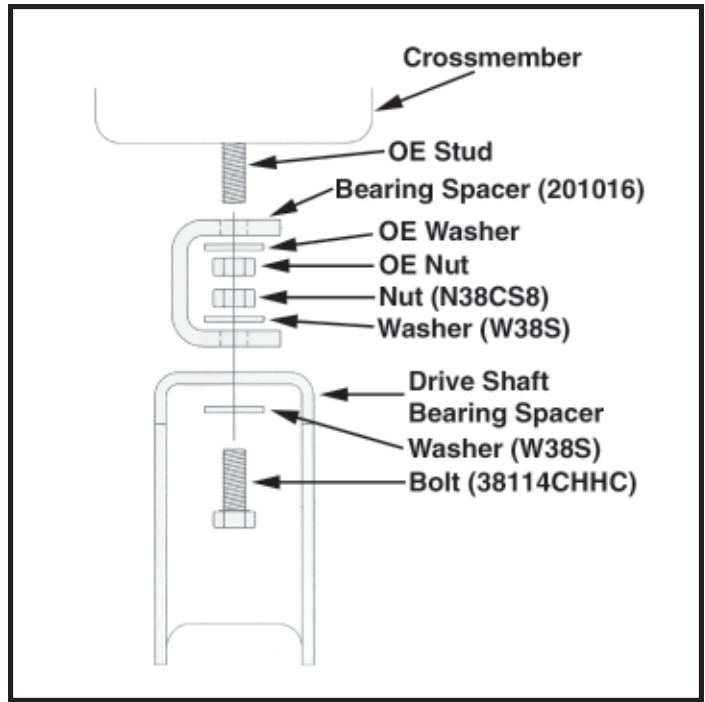 Crossmember
OE Stud
Bearing Spacer (201016)
OE Washer
OE Nut
Nut (N38CS8)
Washer (W38S)
Drive Shaft
Bearing Spacer
Washer (W38S)
Bolt (38114CHHC)